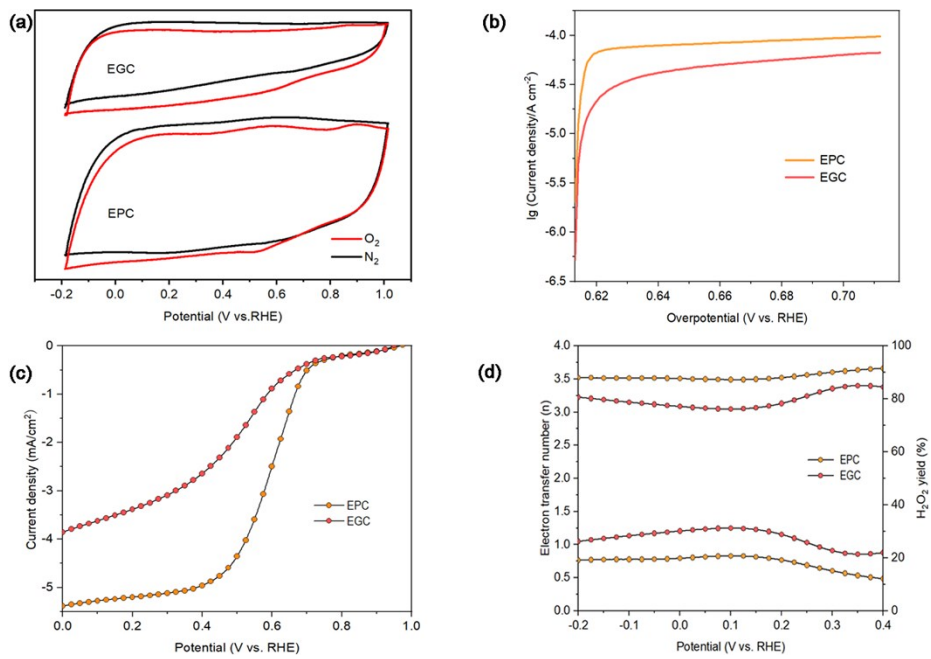 (a)
EGC
EPC
O2
N2
-0.2 0.0 0.2 0.4 0.6 0.8 1.0
Potential (V vs.RHE)
(b)
lg (Current density/A cm-2)
-4.0
-4.5
-5.0
-5.5
-6.0
-6.5
EPC
EGC
0.62 0.64 0.66 0.68 0.70
Overpotential (V vs. RHE)
(c)
Current density (mA/cm2)
0
-1
-2
-3
-4
-5
EPC
EGC
0.0 0.2 0.4 0.6 0.8 1.0
Potential (V vs. RHE)
(d)
Electron transfer number (n)
4.0
3.5
3.0
2.5
2.0
1.5
1.0
0.5
0.0
EPC
EGC
100
80
60
40
20
0
H2O2 yield (%)
-0.2 -0.1 0.0 0.1 0.2 0.3 0.4
Potential (V vs. RHE)